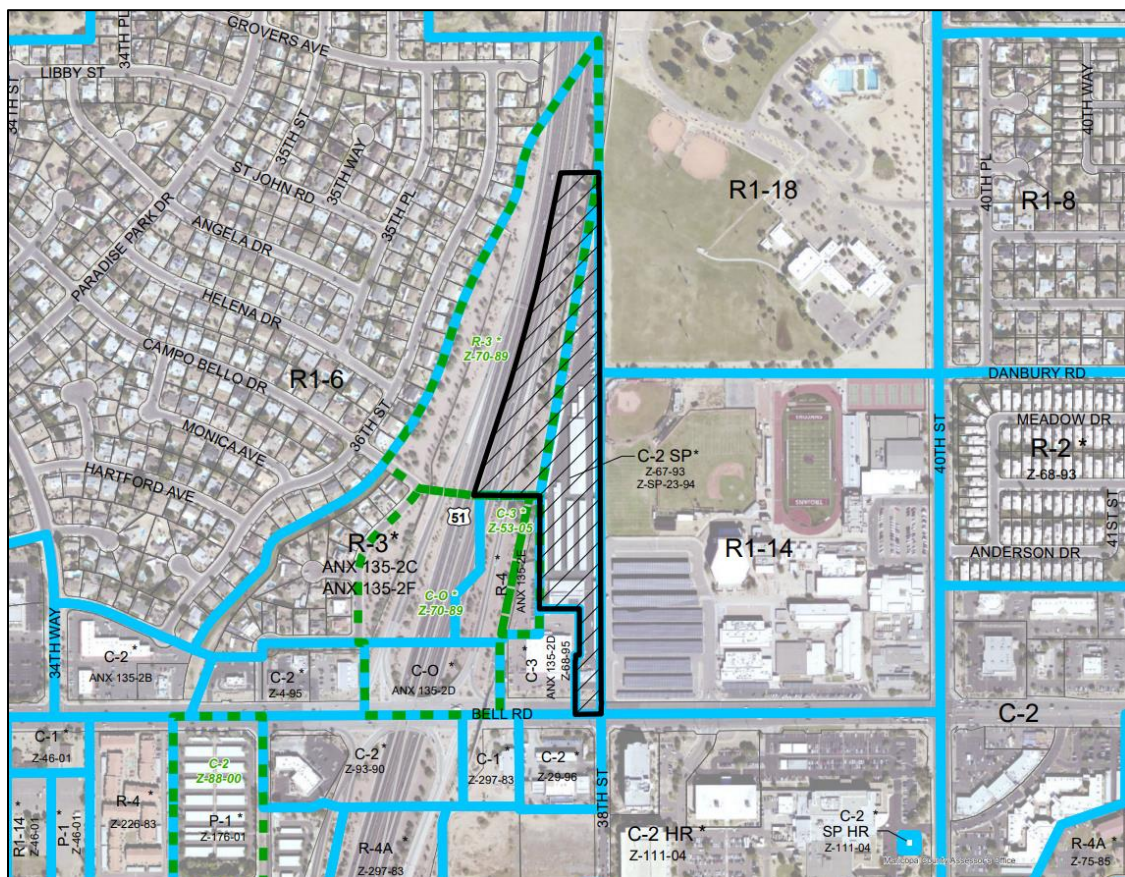 34TH PL
GROVERS AVE
LIBBY ST
34TH ST
35TH ST
35TH WAY
ST JOHN RD
35TH PL
PARADISE PARK DR
ANGELA DR
HELENA DR
CAMPO BELLO DR
R1-6
MONICA AVE
36TH ST
HARTFORD AVE
R-3 *
Z-70-89
R1-18
40TH WAY
40TH PL
R1-8
DANBURY RD
40TH ST
MEADOW DR
R-2 *
Z-68-93
41ST ST
ANDERSON DR
C-2 SP*
Z-67-93
Z-SP-23-94
TROJANS
R1-14
51
C-3 *
Z-53-05
R-3*
ANX 135-2C
ANX 135-2F
R-4 *
ANX 135-2E
C-O *
Z-70-89
34TH WAY
C-2 *
ANX 135-2B
C-2 *
Z-4-95
C-O *
ANX 135-2D
C-3 *
ANX 135-2D
Z-68-95
BELL RD
C-2
C-1 *
Z-46-01
C-2
Z-88-00
C-2 *
Z-93-90
C-1 *
Z-297-83
C-2 *
Z-29-96
38TH ST
R1-14*
Z-46-01
P-1 *
Z-46-01
R-4 *
Z-226-83
P-1 *
Z-176-01
R-4A *
Z-297-83
C-2 HR *
Z-111-04
C-2 *
SP HR
Z-111-04
R-4A *
Z-75-85
Maricopa County Assessor's Office